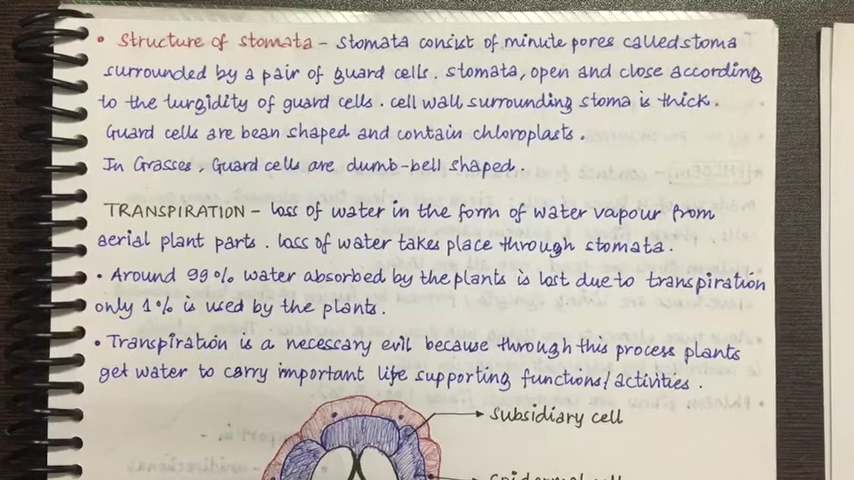 • Structure of stomata - stomata consist of minute pores called stoma
surrounded by a pair of guard cells. stomata, open and close according
to the turgidity of guard cells. cell wall surrounding stoma is thick.
Guard cells are bean shaped and contain chloroplasts.
In Grasses, Guard cells are dumb-bell shaped.
TRANSPIRATION - loss of water in the form of water vapour from
aerial plant parts. loss of water takes place through stomata.
• Around 99% water absorbed by the plants is lost due to transpiration
only 1% is used by the plants.
• Transpiration is a necessary evil because through this process plants
get water to carry important life supporting functions/activities.
subsidiary cell